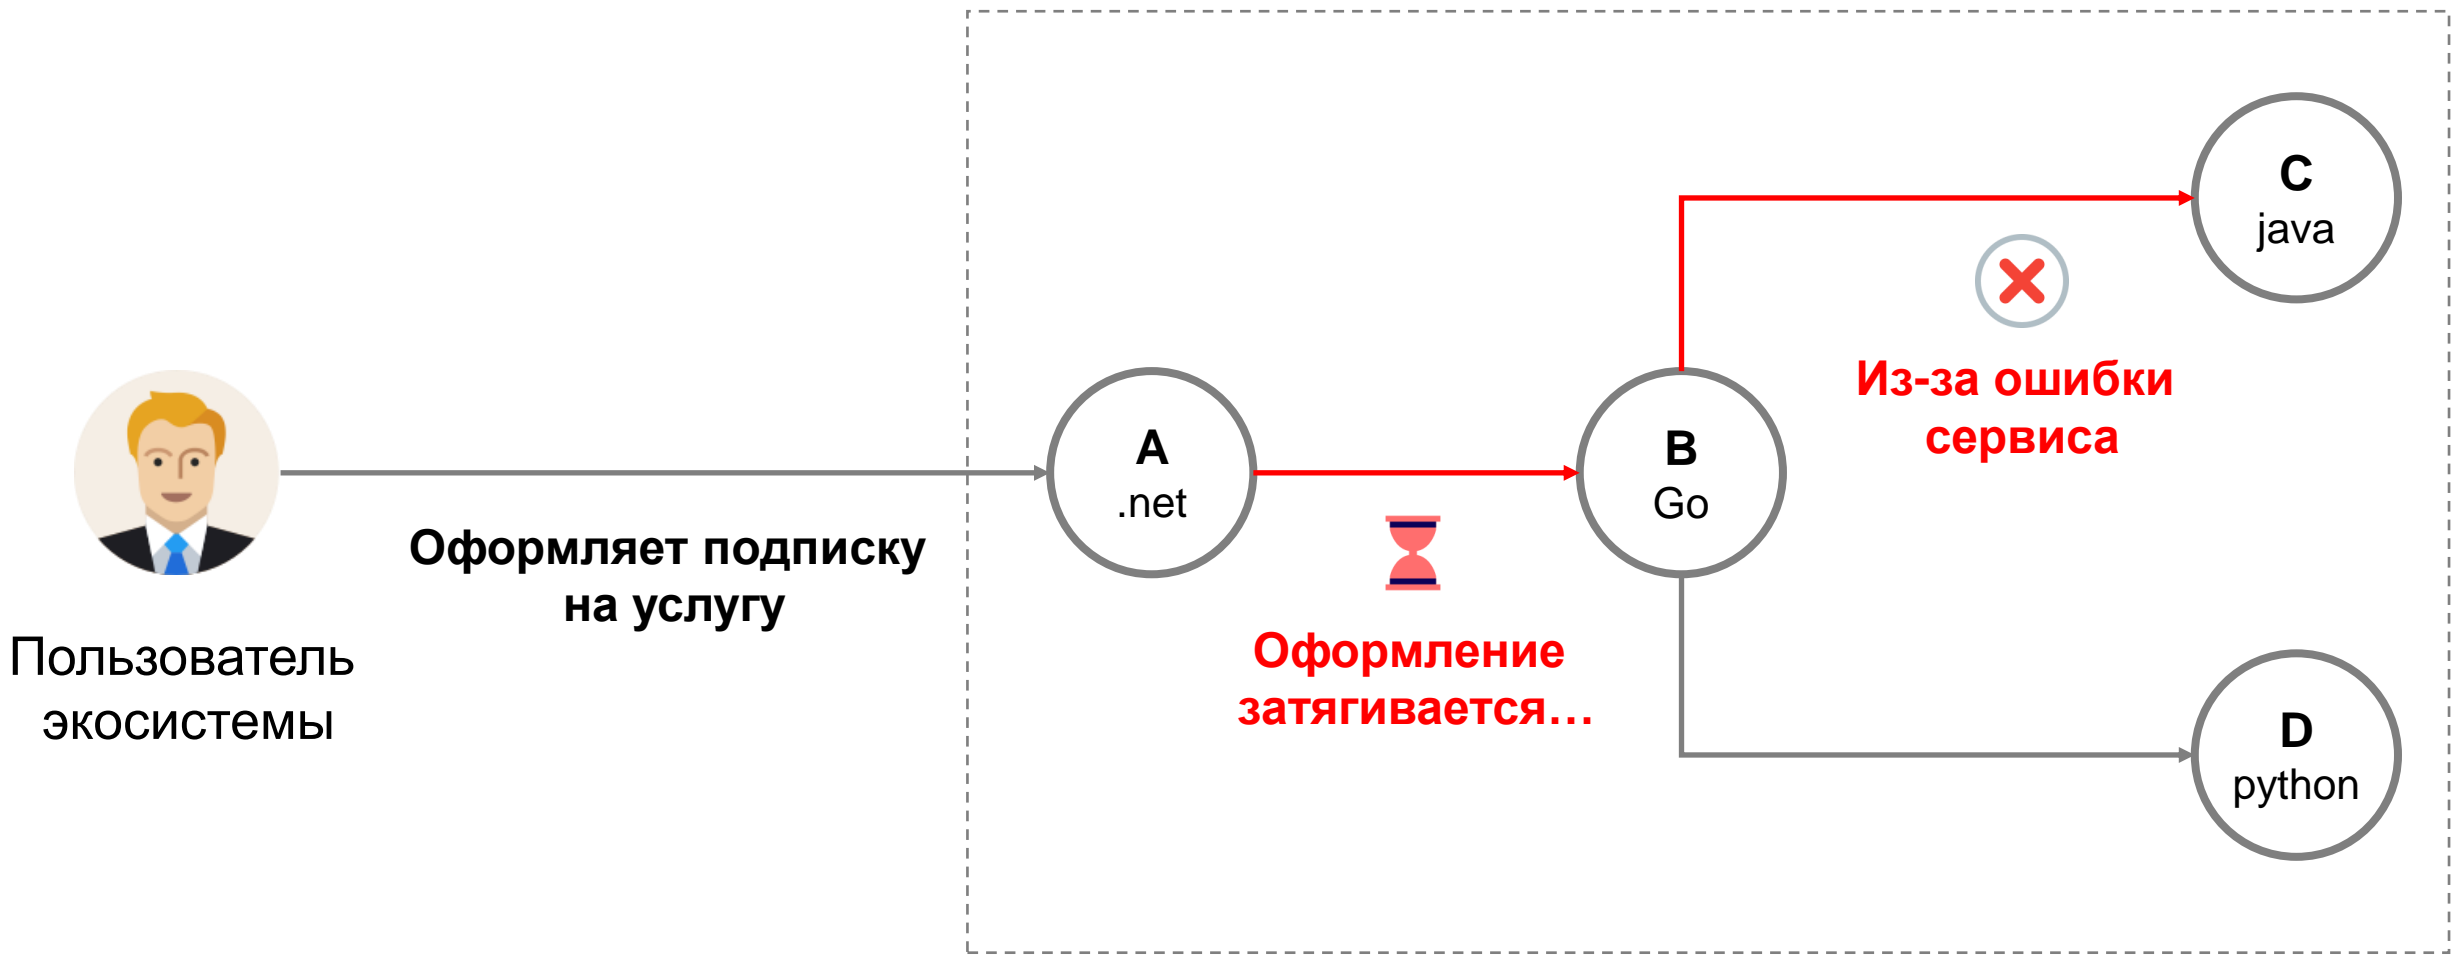 Пользователь
экосистемы
Оформляет подписку
на услугу
A
.net
Оформление
затягивается...
B
Go
Из-за ошибки
сервиса
C
java
D
python